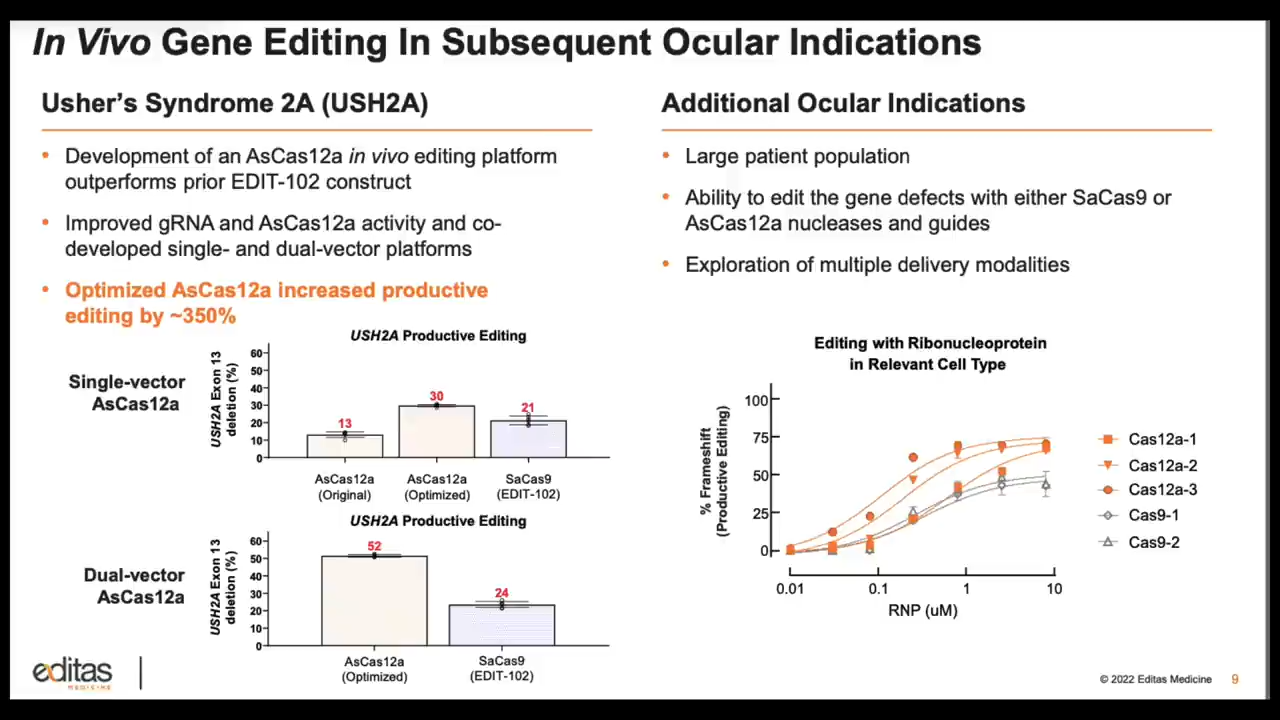 In Vivo Gene Editing In Subsequent Ocular Indications
Usher's Syndrome 2A (USH2A)
• Development of an AsCas12a in vivo editing platform
outperforms prior EDIT-102 construct
• Improved gRNA and AsCas12a activity and co-
developed single- and dual-vector platforms
• Optimized AsCas12a increased productive
editing by ~350%
Single-vector
AsCas12a
USH2A Productive Editing
USH2A Exon 13
deletion (%)
60
50
40
30
20
10
0
13
30
21
AsCas12a
(Original)
AsCas12a
(Optimized)
SaCas9
(EDIT-102)
Dual-vector
AsCas12a
USH2A Productive Editing
USH2A Exon 13
deletion (%)
60
50
40
30
20
10
0
52
24
AsCas12a
(Optimized)
SaCas9
(EDIT-102)
Additional Ocular Indications
• Large patient population
• Ability to edit the gene defects with either SaCas9 or
AsCas12a nucleases and guides
• Exploration of multiple delivery modalities
Editing with Ribonucleoprotein
in Relevant Cell Type
% Frameshift
(Productive Editing)
100
75
50
25
0
0.01
0.1
1
10
RNP (uM)
Cas12a-1
Cas12a-2
Cas12a-3
Cas9-1
Cas9-2
editas
MEDICINE
© 2022 Editas Medicine
9